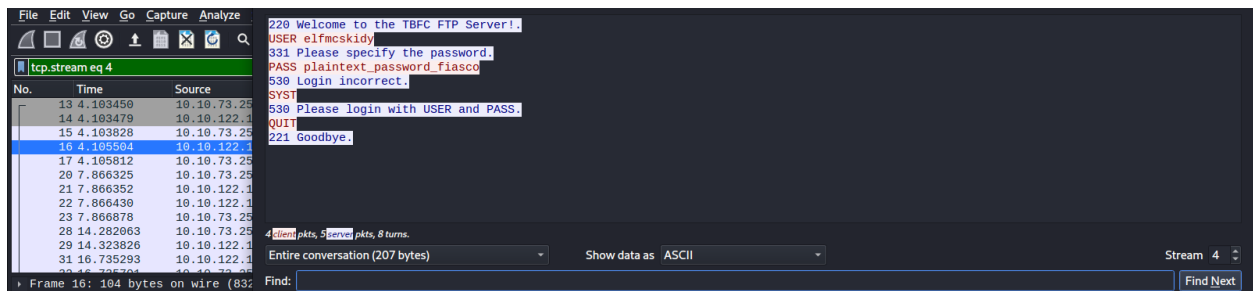 File Edit View Go Capture Analyze
tcp.stream eq 4
No. Time Source
13 4.103450 10.10.73.25
14 4.103479 10.10.122.1
15 4.103828 10.10.73.25
16 4.105504 10.10.122.1
17 4.105812 10.10.73.25
20 7.866325 10.10.73.25
21 7.866352 10.10.122.1
22 7.866430 10.10.122.1
23 7.866878 10.10.73.25
28 14.282063 10.10.73.25
29 14.323826 10.10.122.1
31 16.735293 10.10.122.1
Frame 16: 104 bytes on wire (832
220 Welcome to the TBFC FTP Server!.
USER elfmcskidy
331 Please specify the password.
PASS plaintext_password_fiasco
530 Login incorrect.
SYST
530 Please login with USER and PASS.
QUIT
221 Goodbye.
4 client pkts, 5 server pkts, 8 turns.
Entire conversation (207 bytes) Show data as ASCII Stream 4
Find: Find Next